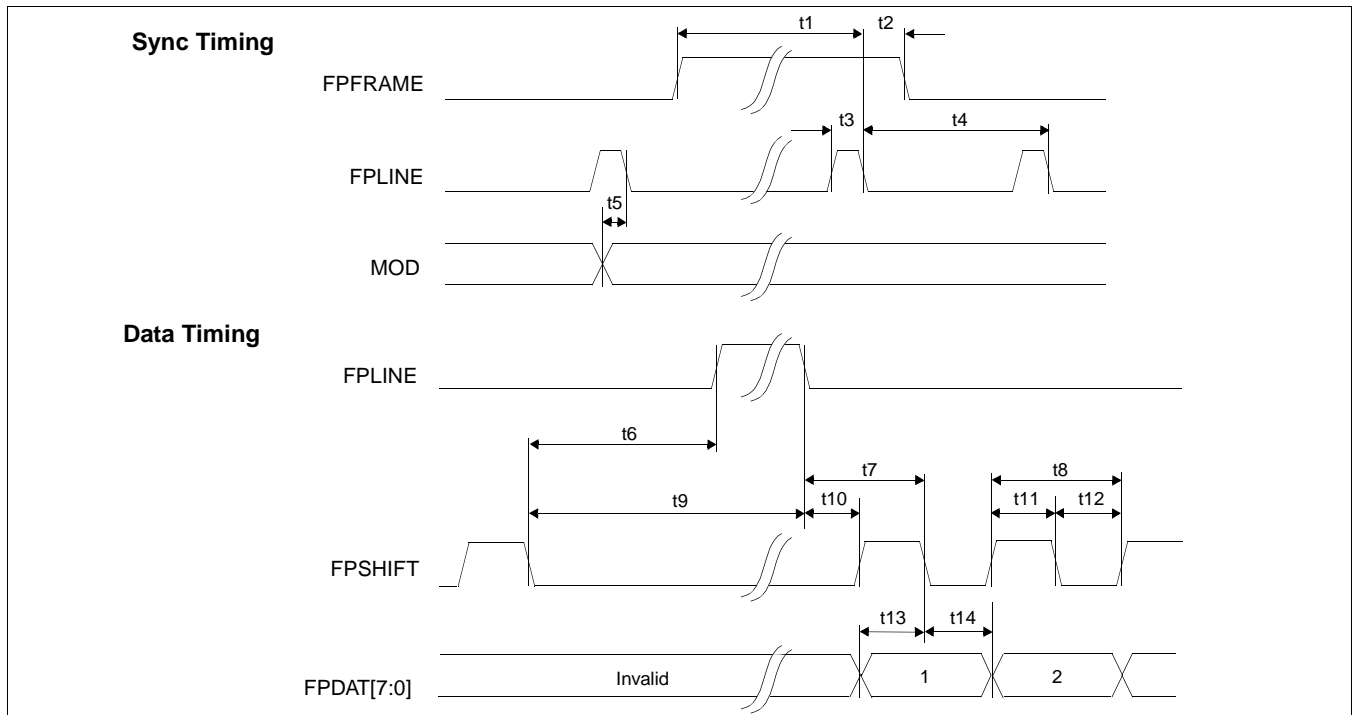 Sync Timing
t1
t2
FPFRAME
t3
t4
FPLINE
t5
MOD
Data Timing
FPLINE
t6
t7
t8
t9
t10
t11
t12
FPSHIFT
t13
t14
FPDAT[7:0]
Invalid
1
2